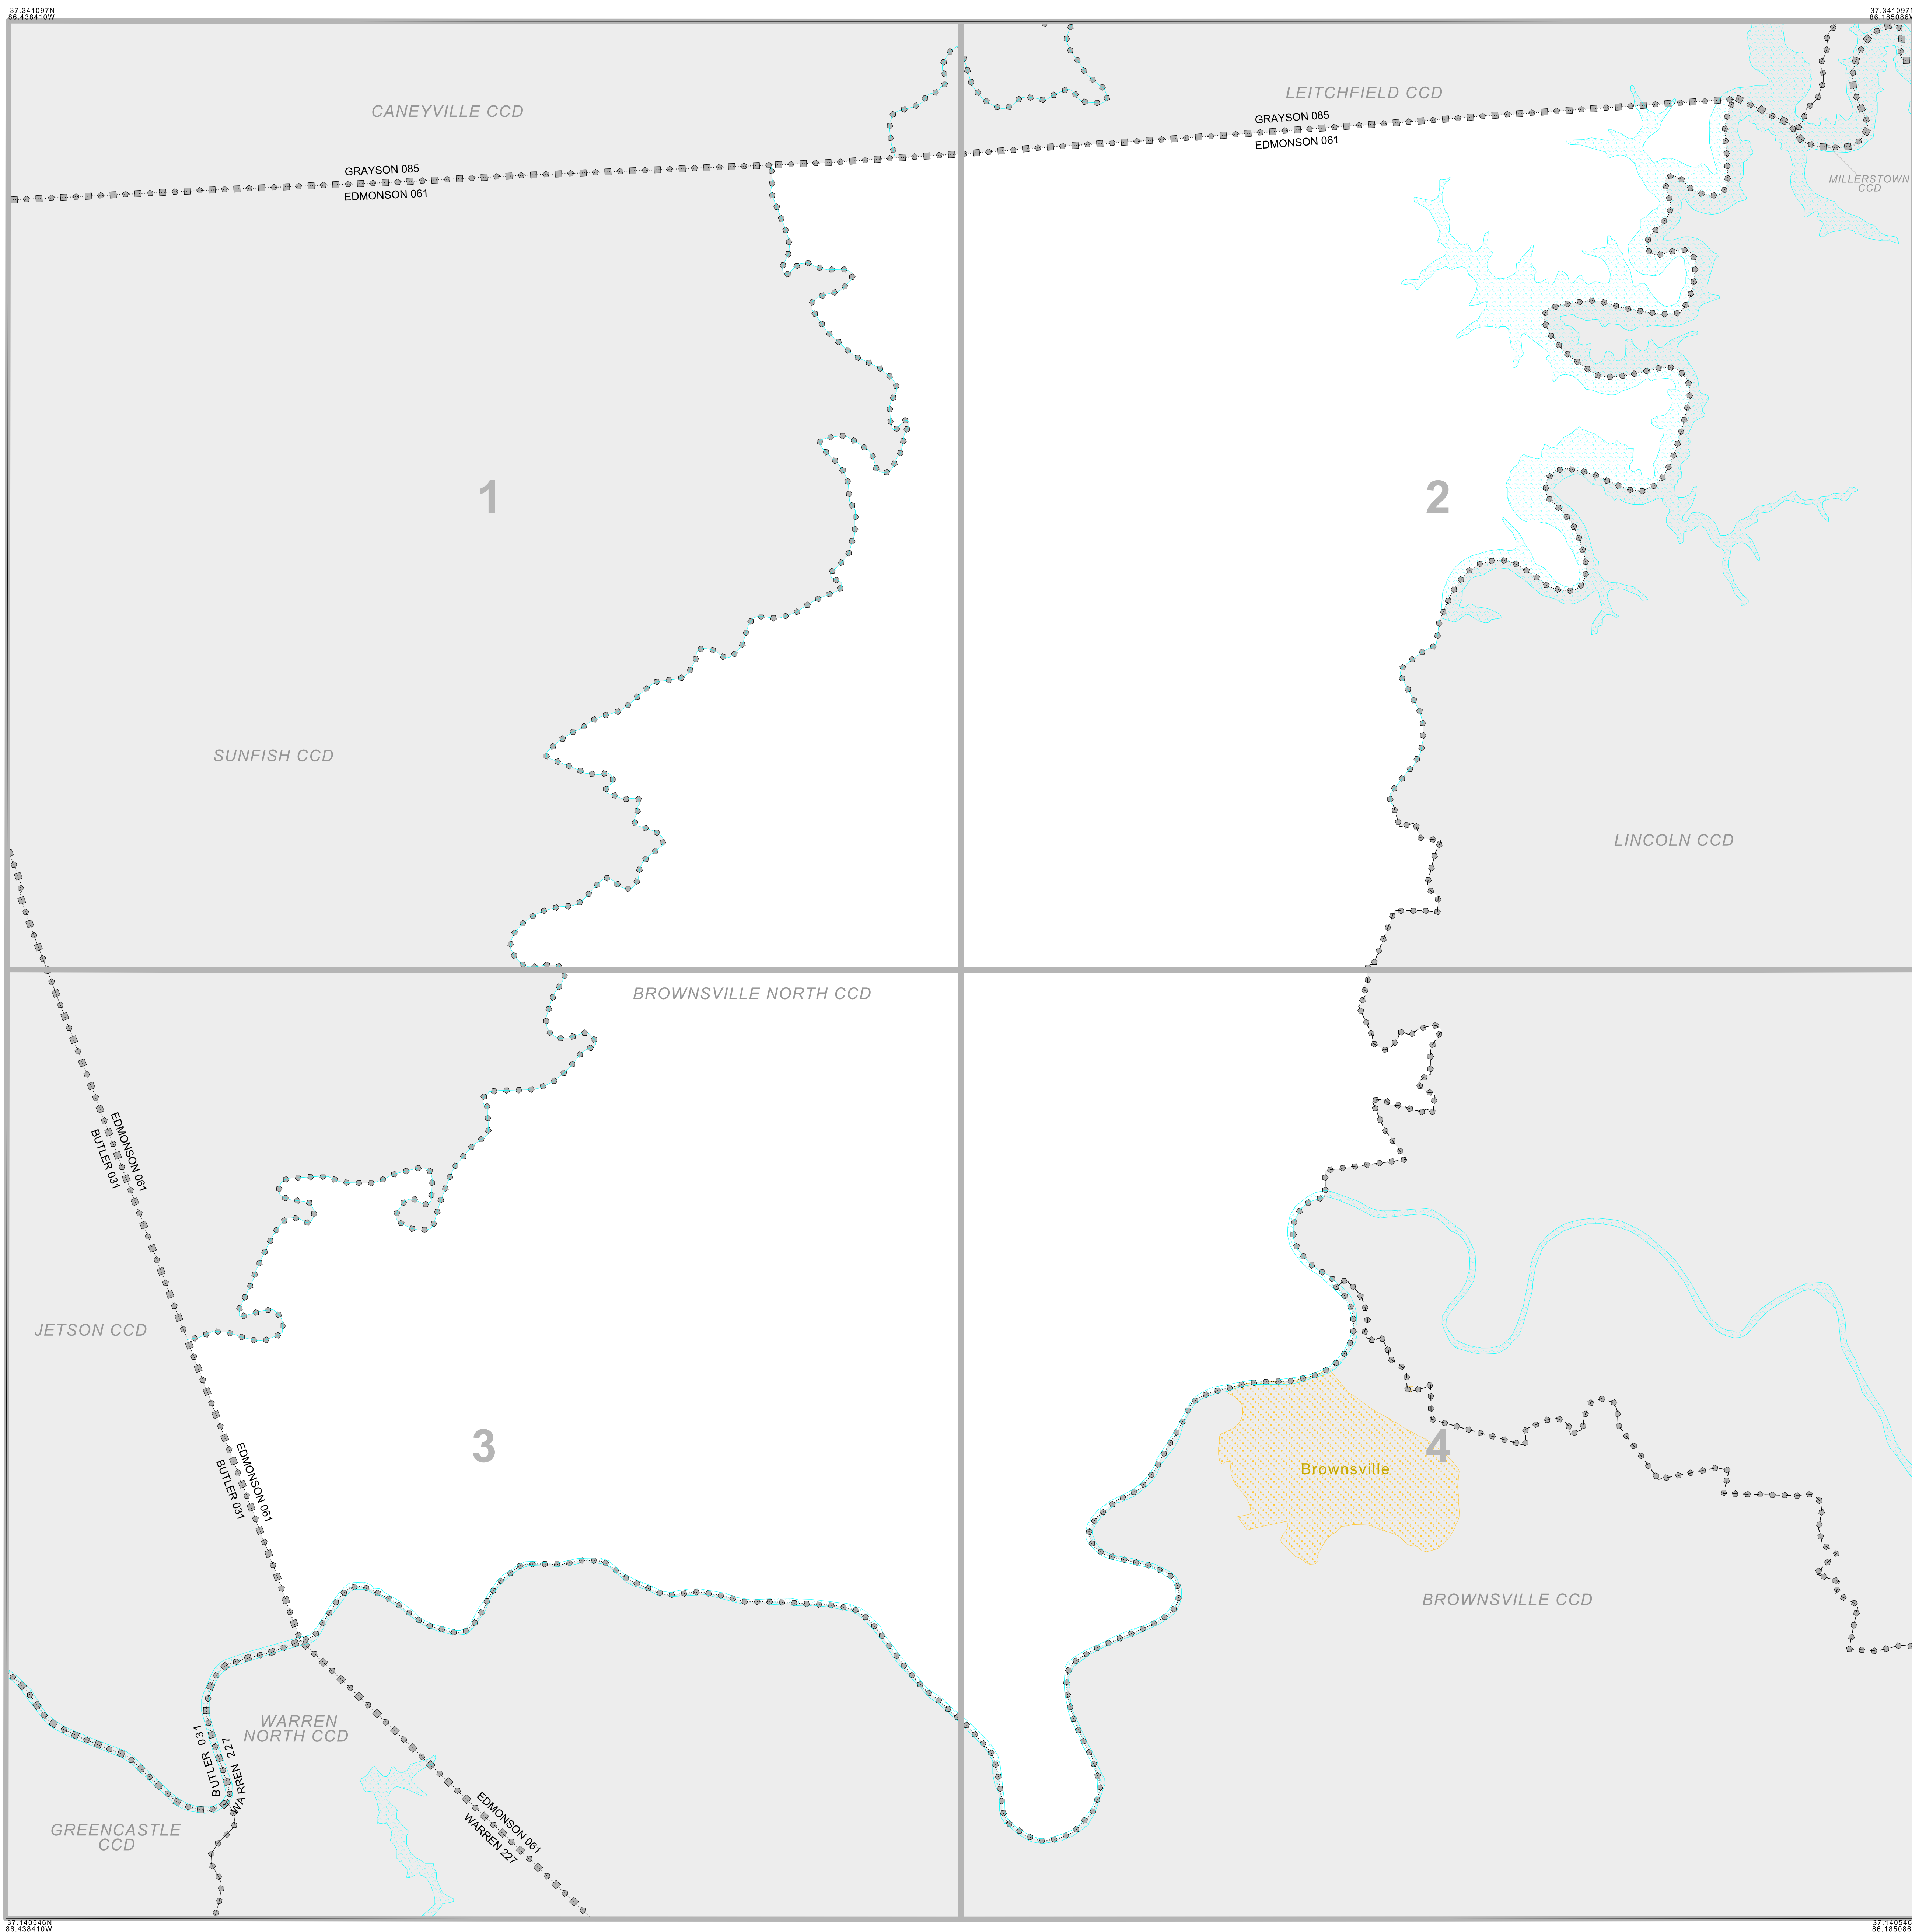 37.341097N
86.438410W
37.341097N
86.185086W
CANEYVILLE CCD
LEITCHFIELD CCD
GRAYSON 085
EDMONSON 061
GRAYSON 085
EDMONSON 061
MILLERSTOWN
CCD
1
2
SUNFISH CCD
LINCOLN CCD
BROWNSVILLE NORTH CCD
EDMONSON 061
BUTLER 031
JETSON CCD
EDMONSON 061
BUTLER 031
3
4
Brownsville
BROWNSVILLE CCD
WARREN
NORTH CCD
BUTLER 031
WARREN 227
GREENCASTLE
CCD
EDMONSON 061
WARREN 227
37.140546N
86.438410W
37.140546
86.185086